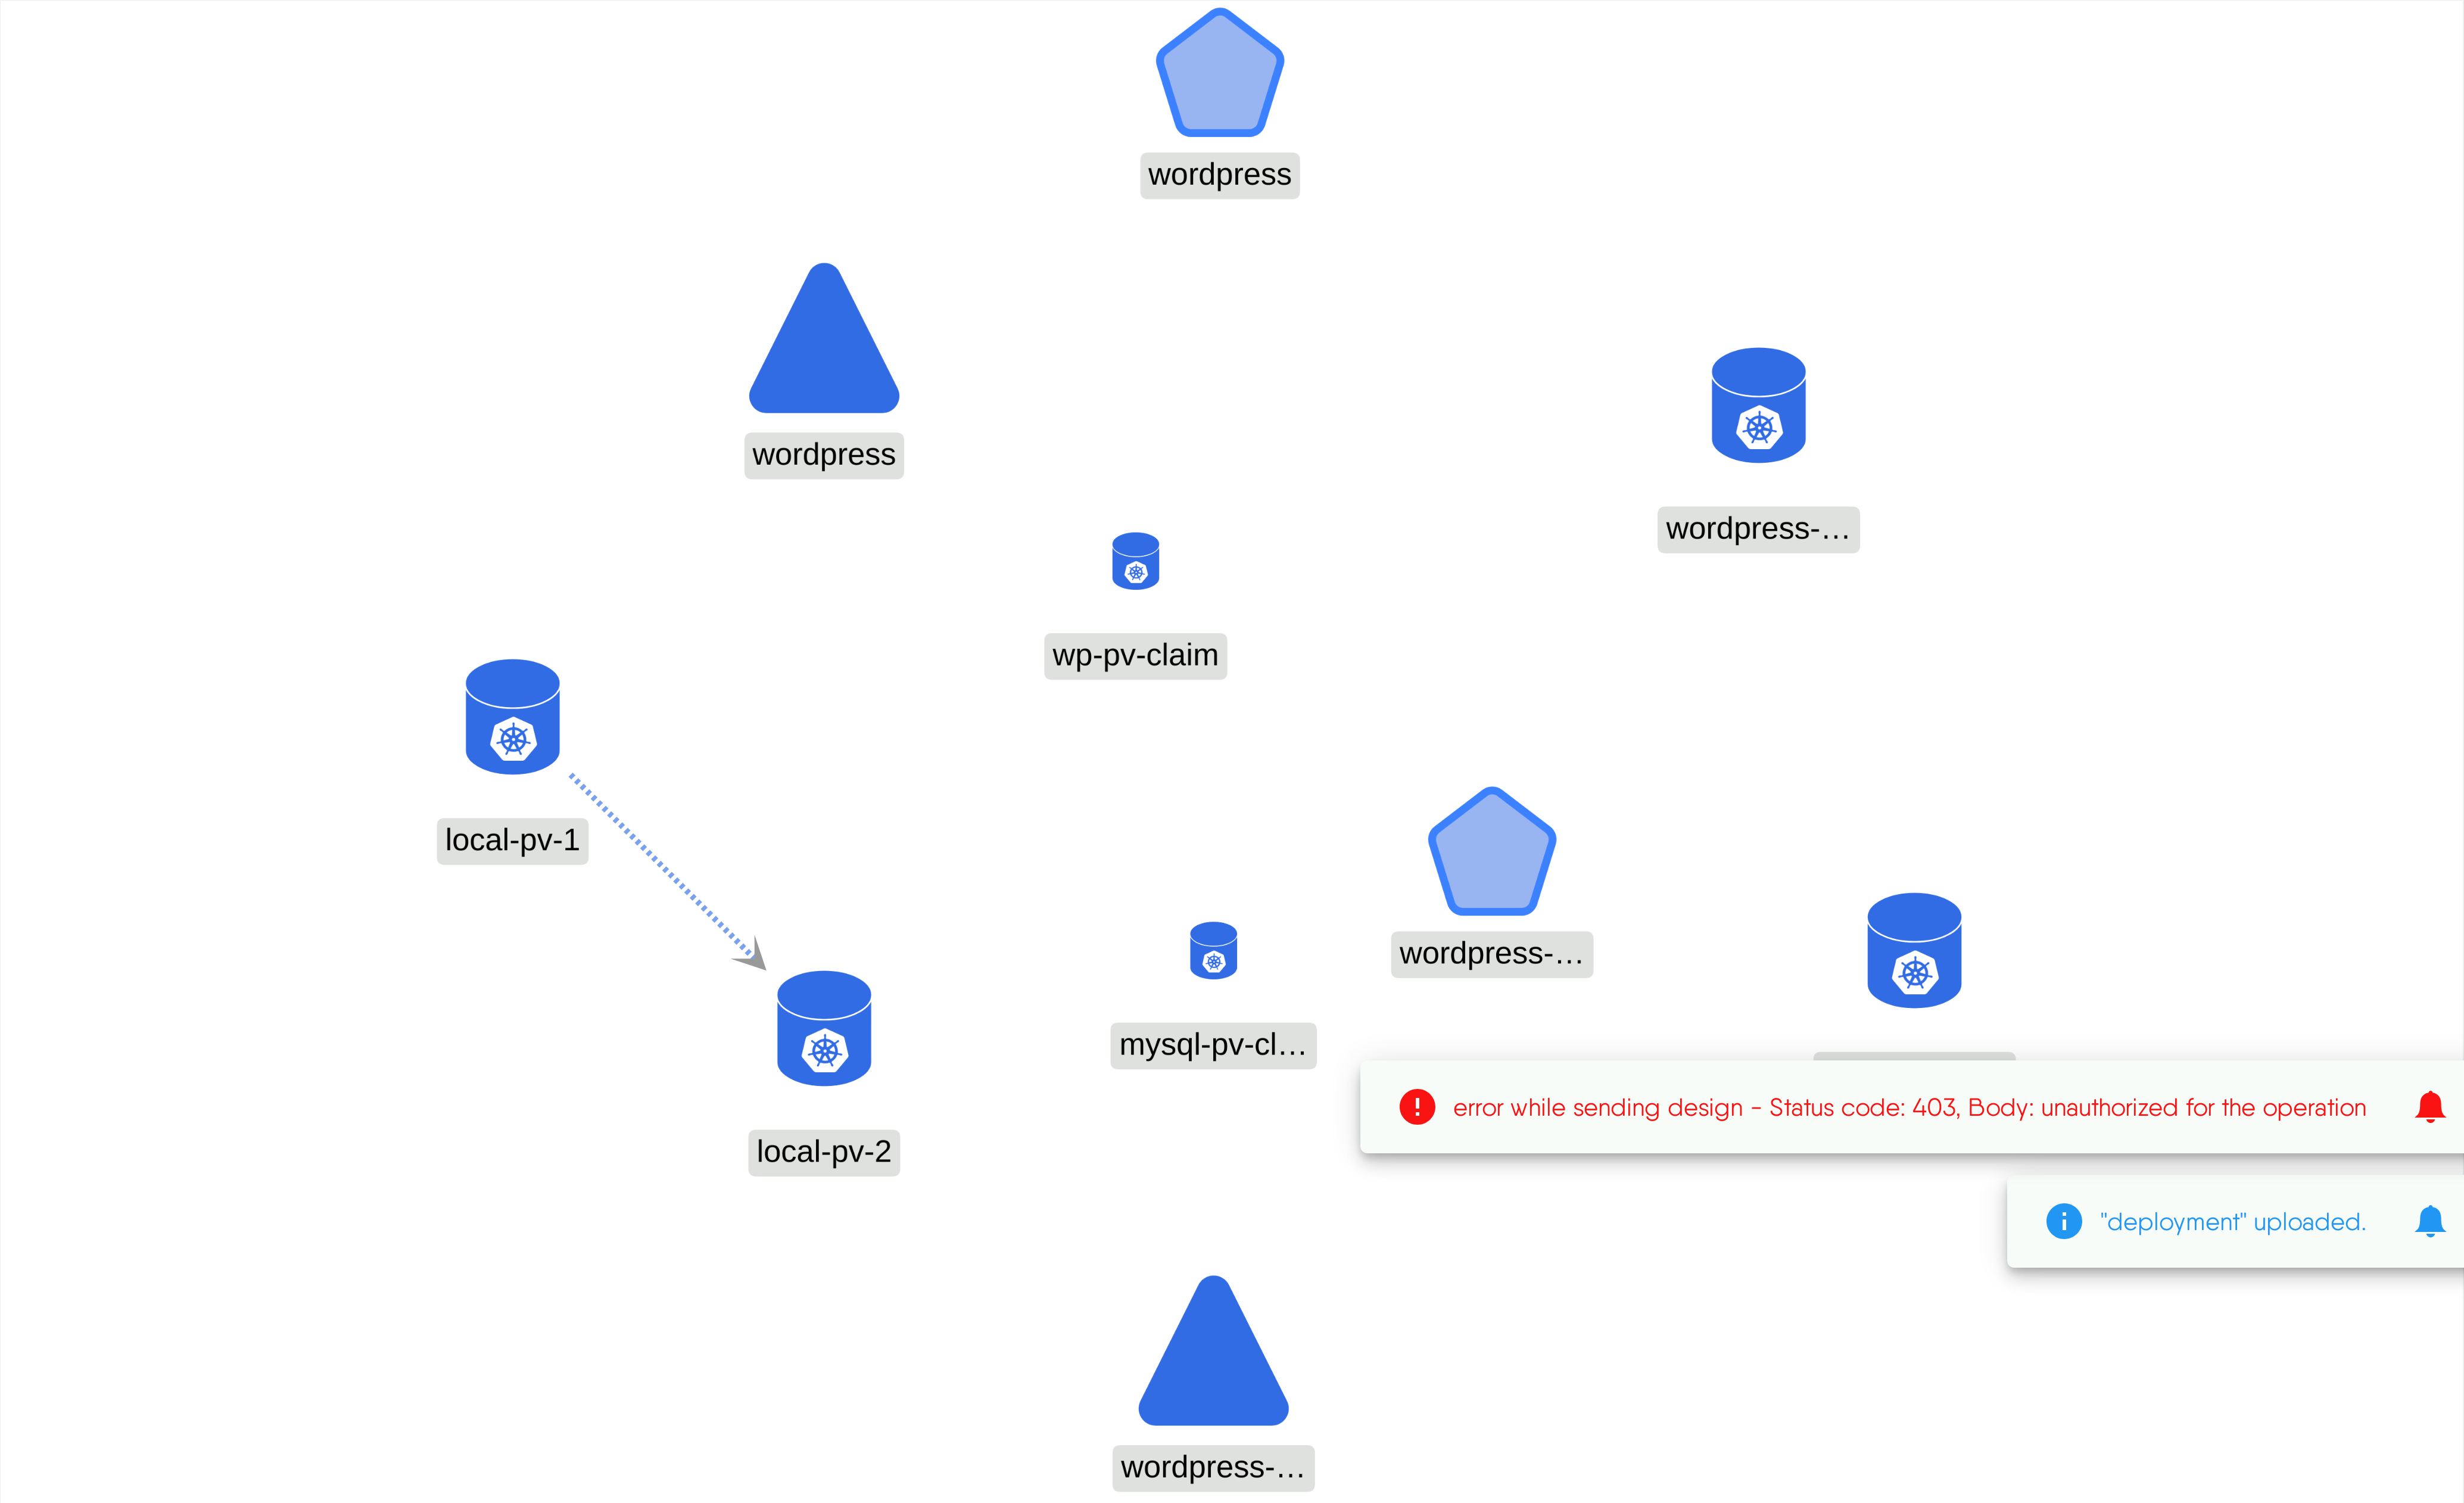 wordpress
wordpress
wordpress-...
wp-pv-claim
local-pv-1
wordpress-...
mysql-pv-cl...
error while sending design - Status code: 403, Body: unauthorized for the operation
local-pv-2
"deployment" uploaded.
wordpress-...